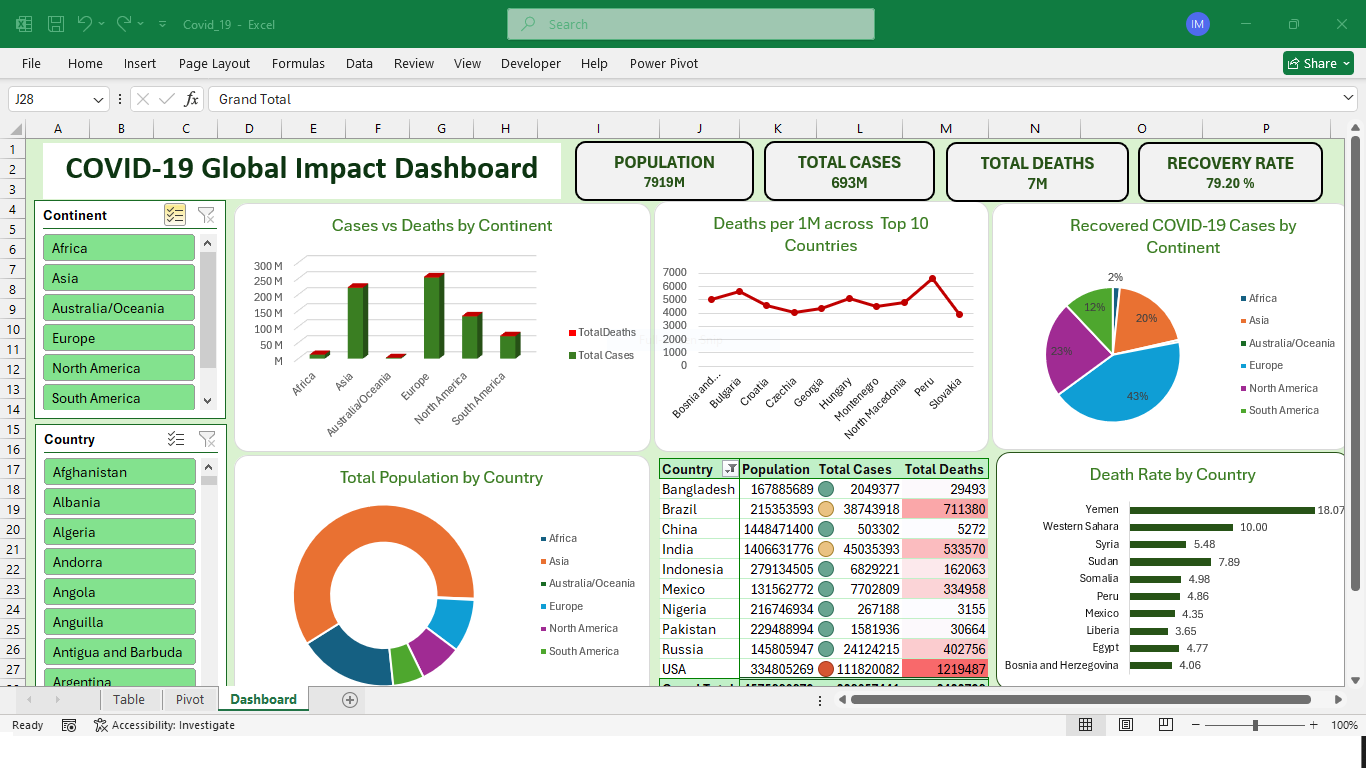 Covid_19 - Excel
Search
IM
File Home Insert Page Layout Formulas Data Review View Developer Help Power Pivot
Share
J28
fx Grand Total
A B C D E F G H I J K L M N O P
1
2
3
4
5
6
7
8
9
10
11
12
13
14
15
16
17
18
19
20
21
22
23
24
25
26
27
COVID-19 Global Impact Dashboard
POPULATION
7919M
TOTAL CASES
693M
TOTAL DEATHS
7M
RECOVERY RATE
79.20 %
Continent
Africa
Asia
Australia/Oceania
Europe
North America
South America
Cases vs Deaths by Continent
300 M
250 M
200 M
150 M
100 M
50 M
M
Africa
Asia
Australia/Oceania
Europe
North America
South America
TotalDeaths
Total Cases
Deaths per 1M across Top 10
Countries
7000
6000
5000
4000
3000
2000
1000
0
Bosnia and...
Bulgaria
Croatia
Czechia
Georgia
Hungary
Montenegro
North Macedonia
Peru
Slovakia
Recovered COVID-19 Cases by
Continent
2%
20%
43%
23%
12%
Africa
Asia
Australia/Oceania
Europe
North America
South America
Country
Afghanistan
Albania
Algeria
Andorra
Angola
Anguilla
Antigua and Barbuda
Argentina
Total Population by Country
Africa
Asia
Australia/Oceania
Europe
North America
South America
Country Population Total Cases Total Deaths
Bangladesh 167885689 2049377 29493
Brazil 215353593 38743918 711380
China 1448471400 503302 5272
India 1406631776 45035393 533570
Indonesia 279134505 6829221 162063
Mexico 131562772 7702809 334958
Nigeria 216746934 267188 3155
Pakistan 229488994 1581936 30664
Russia 145805947 24124215 402756
USA 334805269 111820082 1219487
Death Rate by Country
Yemen 18.07
Western Sahara 10.00
Syria 5.48
Sudan 7.89
Somalia 4.98
Peru 4.86
Mexico 4.35
Liberia 3.65
Egypt 4.77
Bosnia and Herzegovina 4.06
Table Pivot Dashboard
Ready Accessibility: Investigate
100%